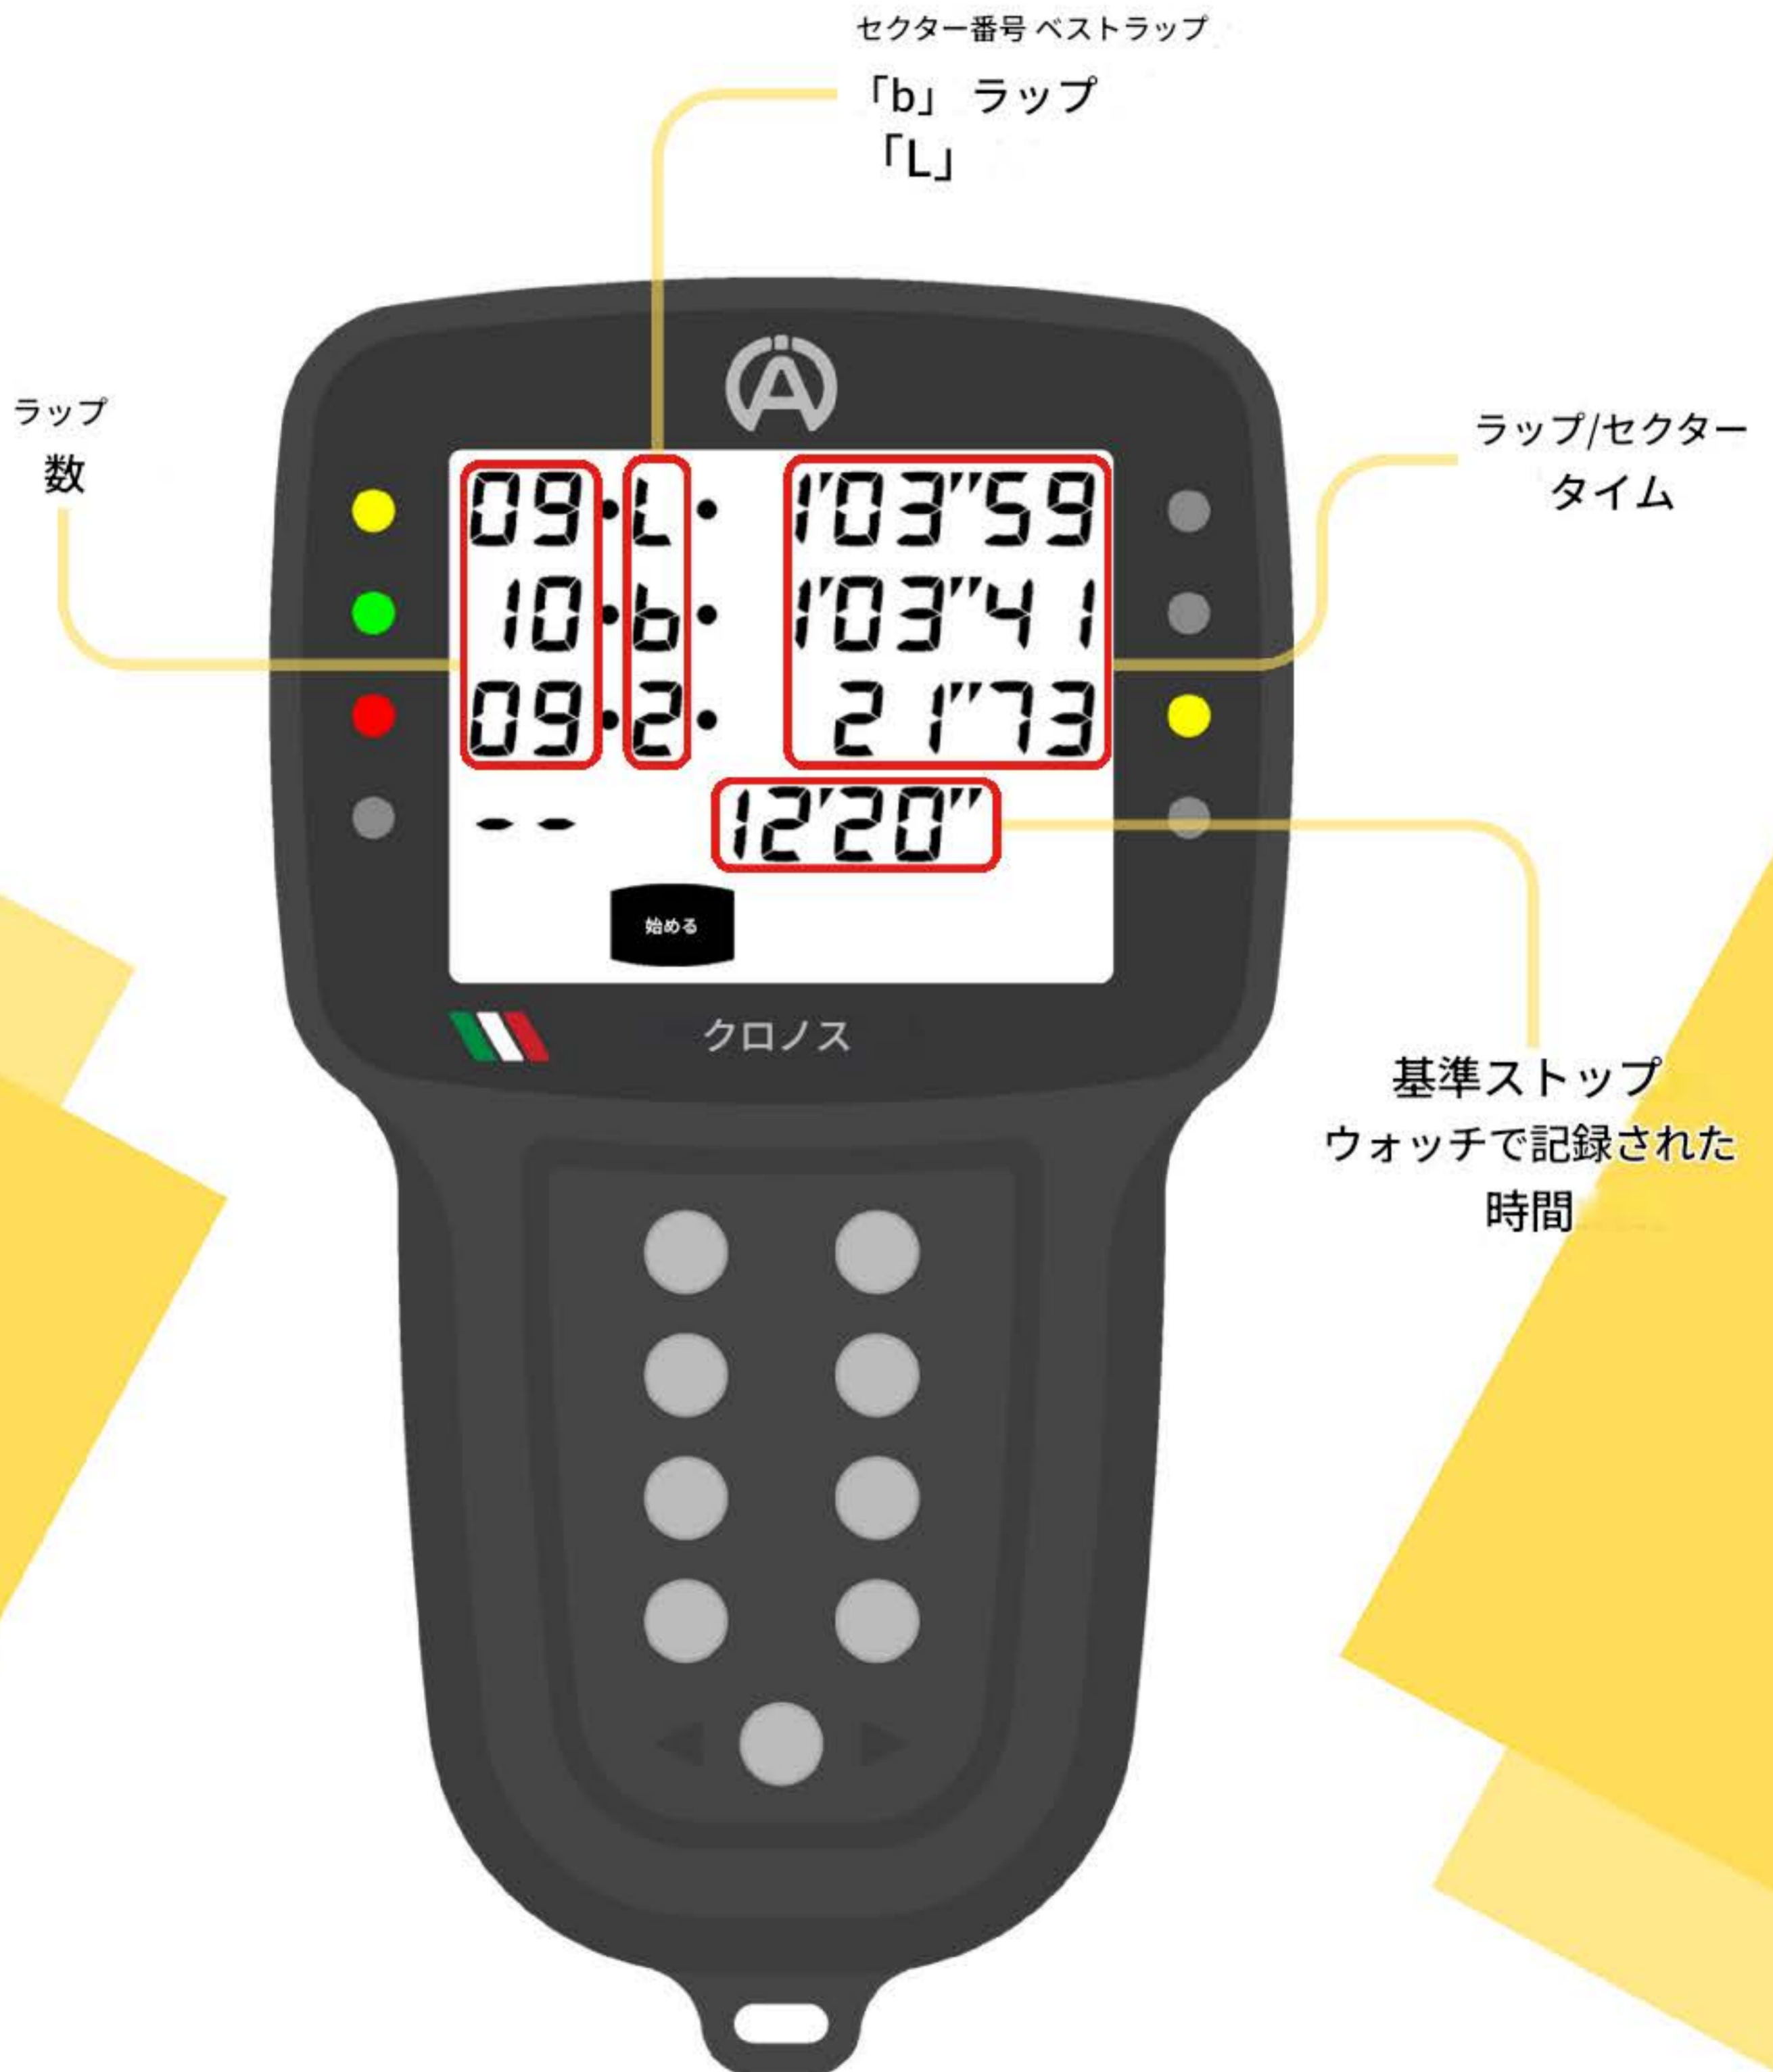 セクター番号 ベストラップ
「b」 ラップ
「L」
ラップ
数
ラップ/セクター
タイム
09:L: 1'03"59
10:b: 1'03"41
09:2: 21"73
-- 12'20"
始める
クロノス
基準ストップ
ウォッチで記録された
時間